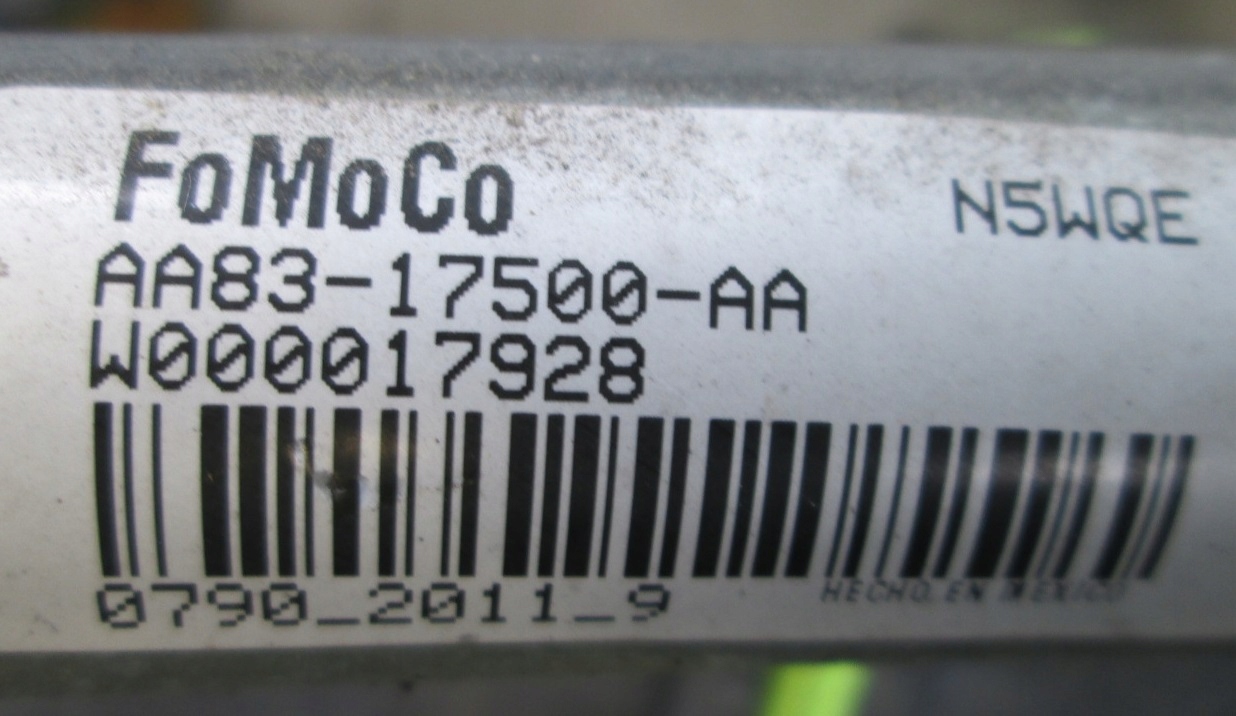 FoMoCo
N5WQE
AA83-17500-AA
W000017928
0790_2011_9
HECHO EN MEXICO